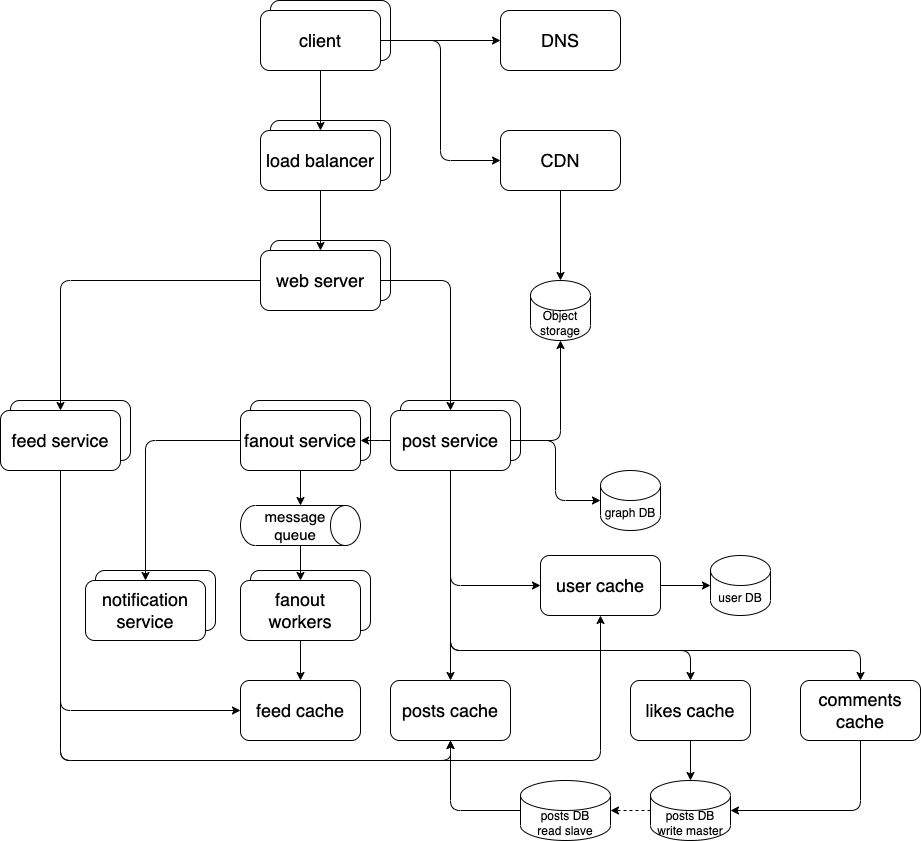 client
DNS
load balancer
CDN
web server
Object
storage
feed service
fanout service
post service
message
queue
graph DB
notification
service
fanout
workers
user cache
user DB
feed cache
posts cache
likes cache
comments
cache
posts DB
read slave
posts DB
write master